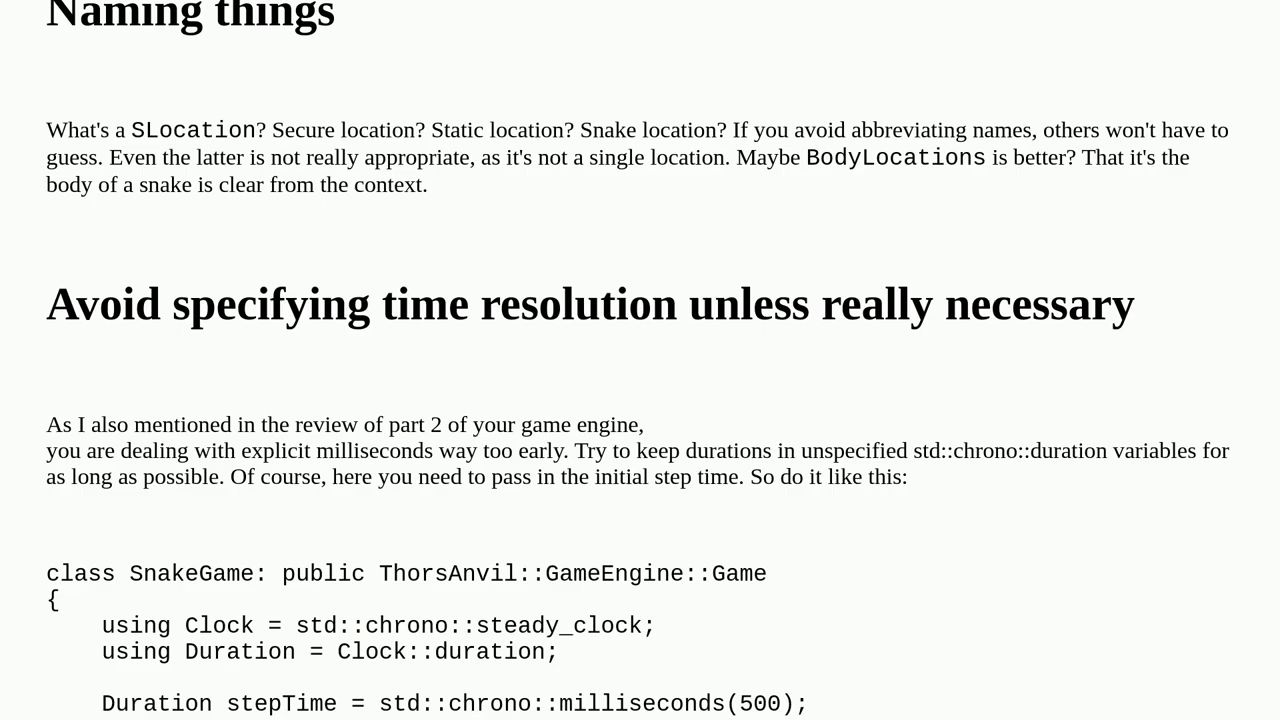 Naming things
What's a SLocation? Secure location? Static location? Snake location? If you avoid abbreviating names, others won't have to
guess. Even the latter is not really appropriate, as it's not a single location. Maybe BodyLocations is better? That it's the
body of a snake is clear from the context.
Avoid specifying time resolution unless really necessary
As I also mentioned in the review of part 2 of your game engine,
you are dealing with explicit milliseconds way too early. Try to keep durations in unspecified std::chrono::duration variables for
as long as possible. Of course, here you need to pass in the initial step time. So do it like this:
class SnakeGame: public ThorsAnvil::GameEngine::Game
{
    using Clock = std::chrono::steady_clock;
    using Duration = Clock::duration;
    Duration stepTime = std::chrono::milliseconds(500);